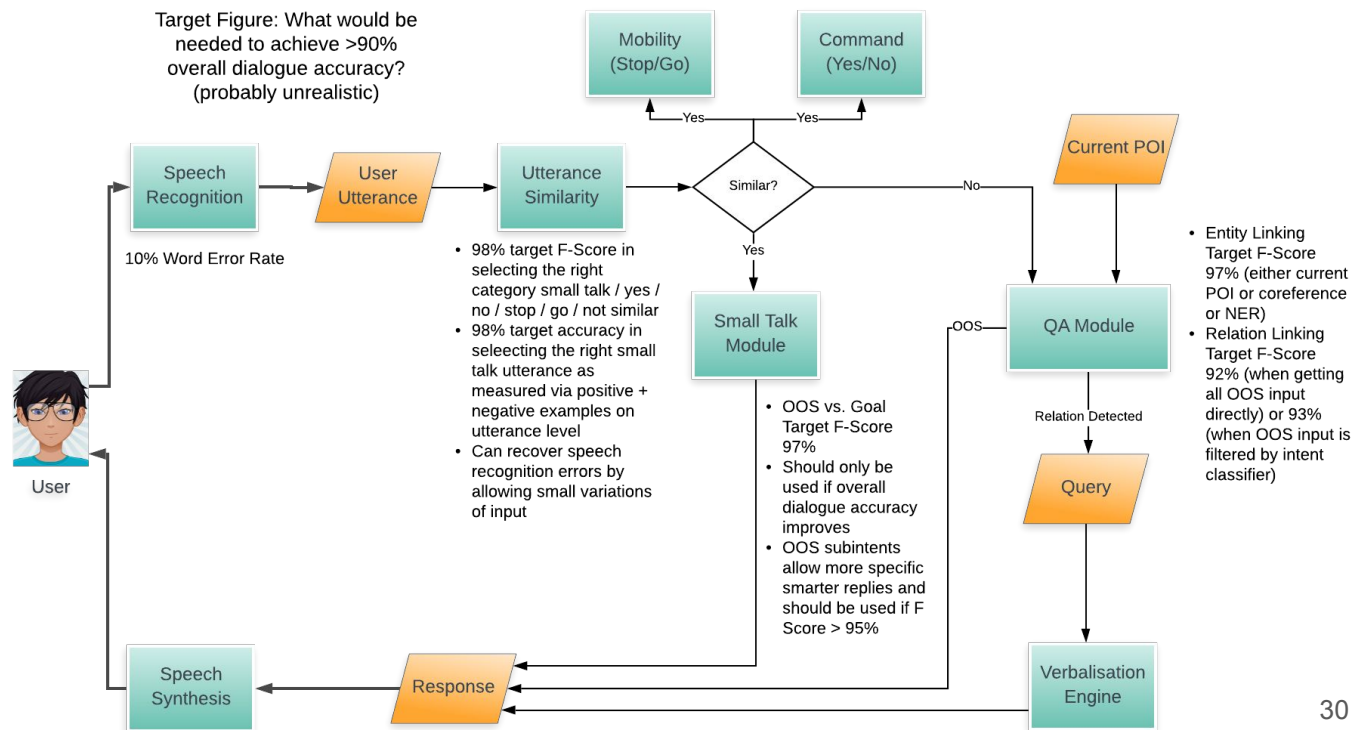 Target Figure: What would be
needed to achieve >90%
overall dialogue accuracy?
(probably unrealistic)
Mobility
(Stop/Go)
Command
(Yes/No)
Yes
Yes
Current POI
Speech
Recognition
User
Utterance
Utterance
Similarity
Similar?
No
Yes
10% Word Error Rate
• 98% target F-Score in
selecting the right
category small talk / yes /
no / stop / go / not similar
• 98% target accuracy in
seleecting the right small
talk utterance as
measured via positive +
negative examples on
utterance level
• Can recover speech
recognition errors by
allowing small variations
of input
Small Talk
Module
OOS
QA Module
• Entity Linking
Target F-Score
97% (either current
POI or coreference
or NER)
• Relation Linking
Target F-Score
92% (when getting
all OOS input
directly) or 93%
(when OOS input is
filtered by intent
classifier)
• OOS vs. Goal
Target F-Score
97%
• Should only be
used if overall
dialogue accuracy
improves
• OOS subintents
allow more specific
smarter replies and
should be used if F
Score > 95%
Relation Detected
Query
User
Speech
Synthesis
Response
Verbalisation
Engine
30